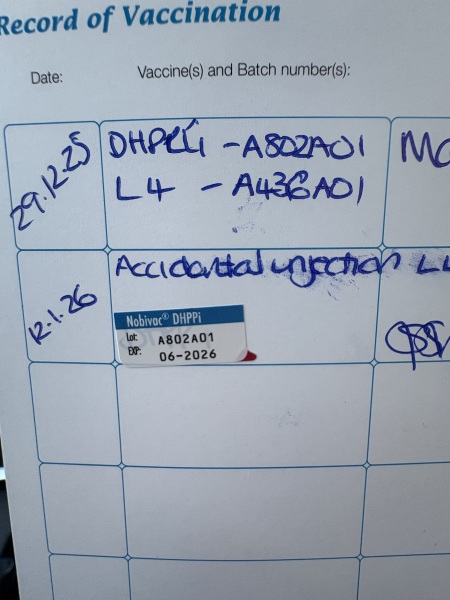 Record of Vaccination
Date: Vaccine(s) and Batch number(s):
29.12.25 DHPPi - A802A01
L4 - A436A01
12.1.26 Accidental injection
Nobivac® DHPPi
Lot: A802A01
EXP: 06-2026